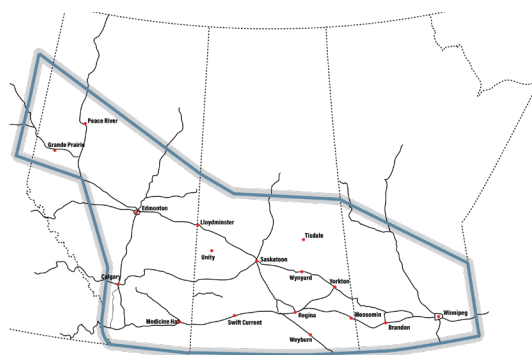 Peace River
Grande Prairie
Edmonton
Lloydminster
Tisdale
Unity
Saskatoon
Calgary
Wynyard
Yorkton
Medicine Hat
Swift Current
Regina
Moosomin
Winnipeg
Brandon
Weyburn